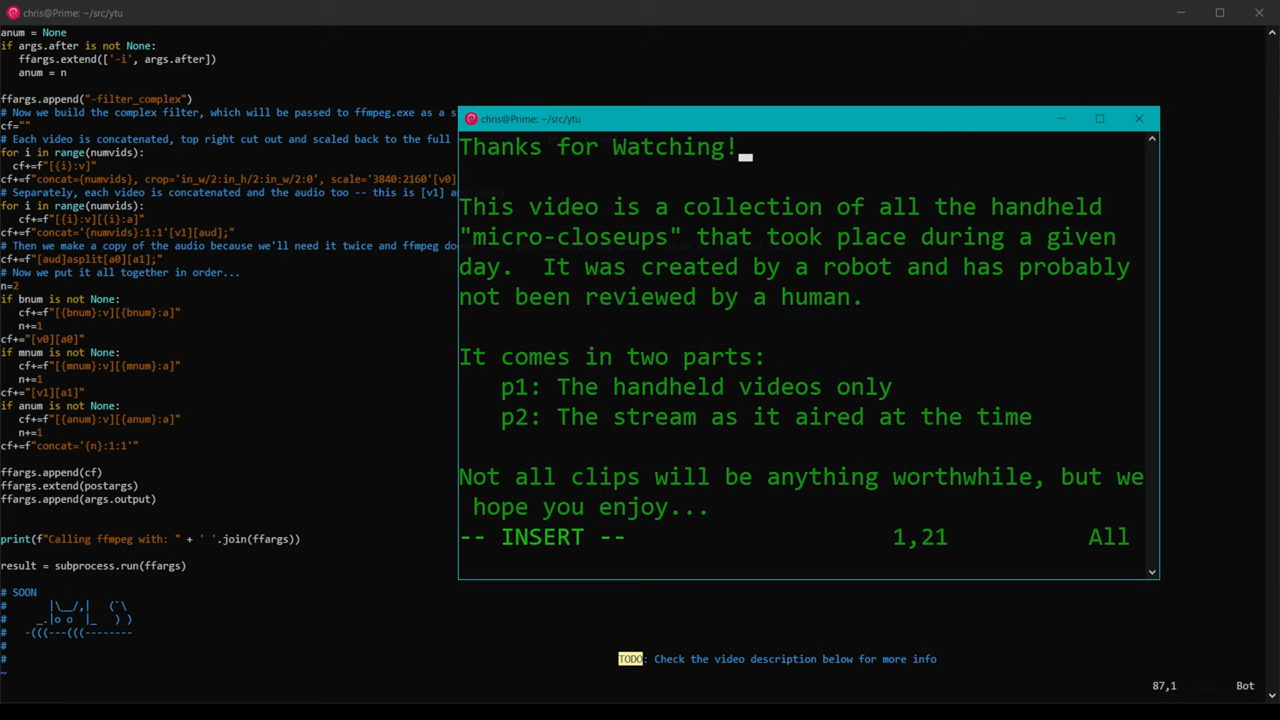 chris@Prime: ~/src/ytu
anum = None
if args.after is not None:
   ffargs.extend(['-i', args.after])
   anum = n
ffargs.append("-filter_complex")
# Now we build the complex filter, which will be passed to ffmpeg.exe as a s
cf=""
# Each video is concatenated, top right cut out and scaled back to the full
for i in range(numvids):
  cf+=f"[{i}:v]"
cf+=f"concat={numvids}, crop='in_w/2:in_h/2:in_w/2:0', scale='3840:2160'[v0]
# Separately, each video is concatenated and the audio too -- this is [v1] a
for i in range(numvids):
   cf+=f"[{i}:v][{i}:a]"
cf+=f"concat='{numvids}:1:1'[v1][aud];"
# Then we make a copy of the audio because we'll need it twice and ffmpeg do
cf+=f"[aud]asplit[a0][a1];"
# Now we put it all together in order...
n=2
if bnum is not None:
   cf+=f"[{bnum}:v][{bnum}:a]"
   n+=1
cf+="[v0][a0]"
if mnum is not None:
   cf+=f"[{mnum}:v][{mnum}:a]"
   n+=1
cf+="[v1][a1]"
if anum is not None:
   cf+=f"[{anum}:v][{anum}:a]"
   n+=1
cf+=f"concat='{n}:1:1'"
ffargs.append(cf)
ffargs.extend(postargs)
ffargs.append(args.output)
print(f"Calling ffmpeg with: " + ' '.join(ffargs))
result = subprocess.run(ffargs)
# SOON
#      |\__/,|   (`\
#    _.|o o  |_   ) )
#   -(((---(((--------
#
#
~
chris@Prime: ~/src/ytu
Thanks for Watching!
This video is a collection of all the handheld
"micro-closeups" that took place during a given
day.  It was created by a robot and has probably
not been reviewed by a human.
It comes in two parts:
   p1: The handheld videos only
   p2: The stream as it aired at the time
Not all clips will be anything worthwhile, but we
 hope you enjoy...
-- INSERT -- 1,21 All
TODO: Check the video description below for more info
87,1 Bot